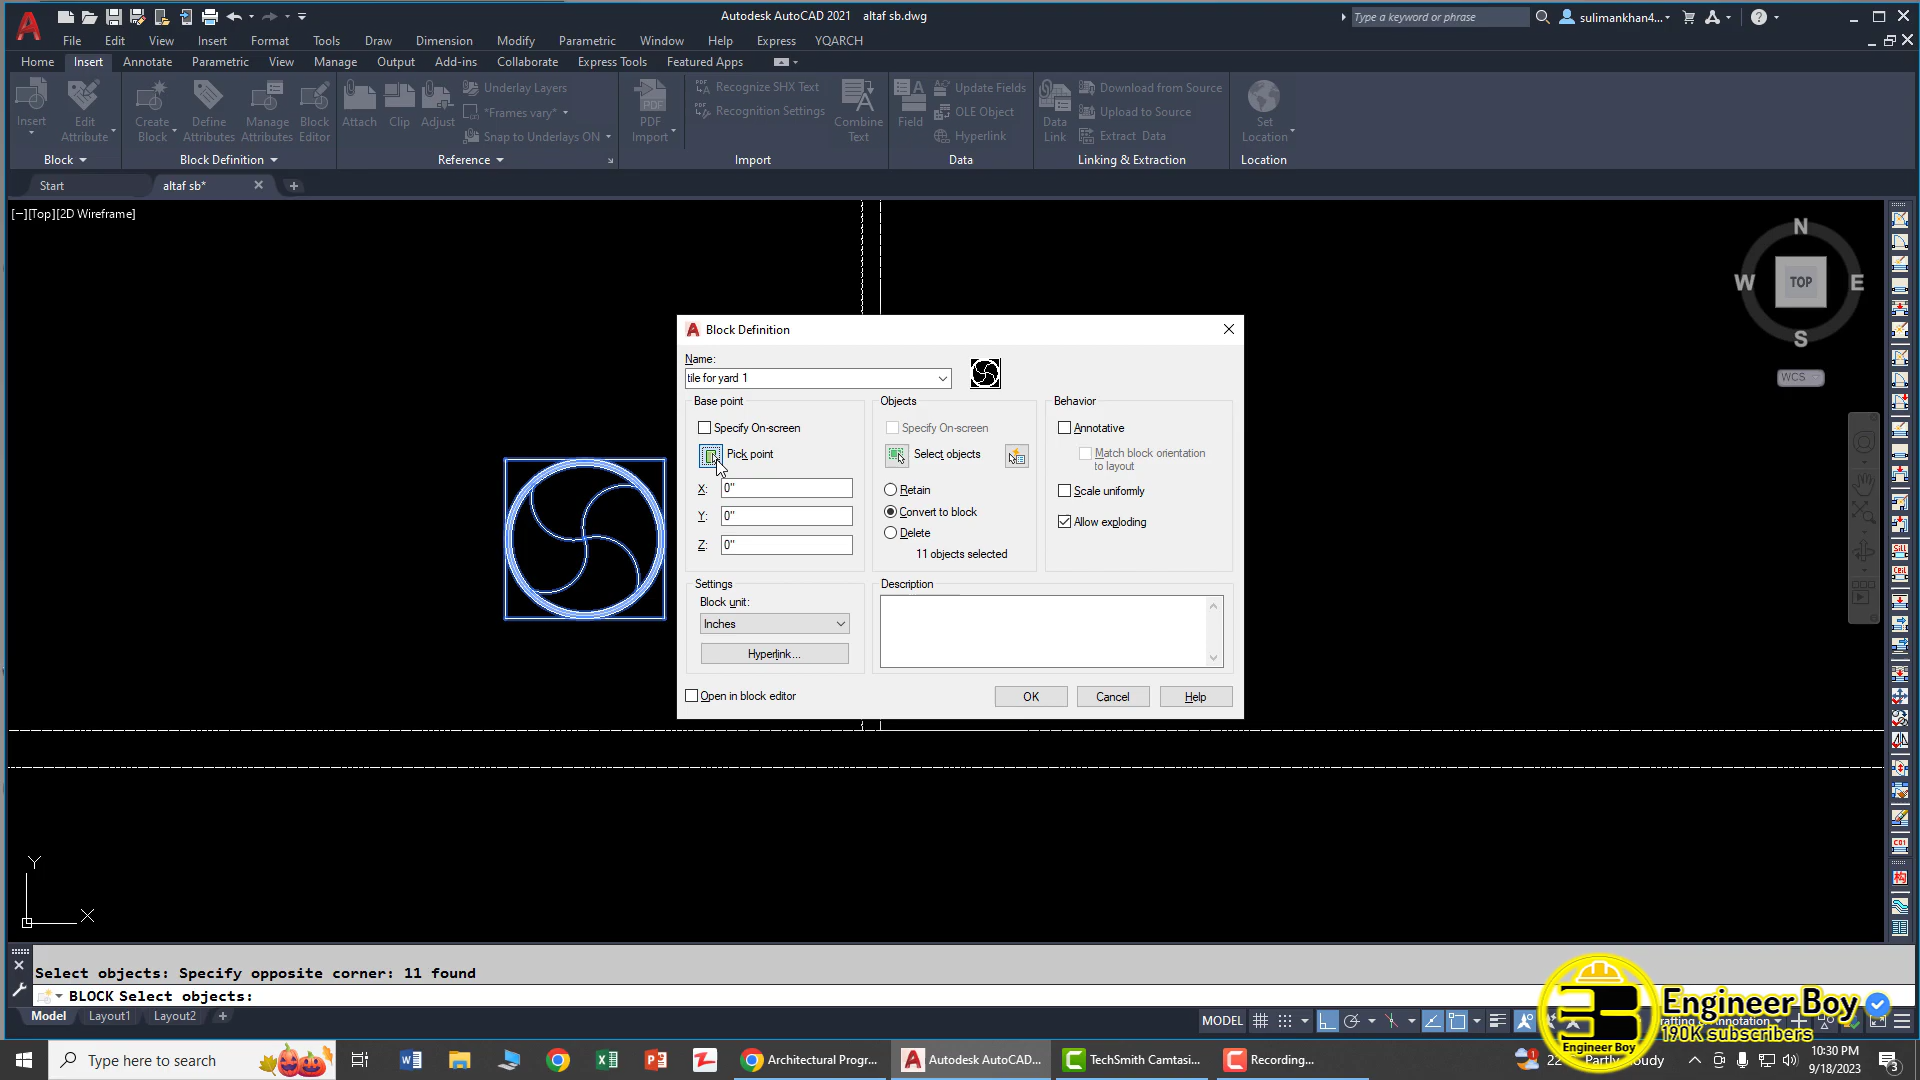 Autodesk AutoCAD 2021 altaf sb.dwg
Type a keyword or phrase
sulimankhan4...
File Edit View Insert Format Tools Draw Dimension Modify Parametric Window Help Express YQARCH
Home Insert Annotate Parametric View Manage Output Add-ins Collaborate Express Tools Featured Apps
Insert
Edit
Attribute
Create
Block
Define
Attributes
Manage
Attributes
Block
Editor
Attach
Clip
Adjust
Underlay Layers
*Frames vary*
Snap to Underlays ON
PDF
Import
Recognize SHX Text
Recognition Settings
Combine
Text
Field
Update Fields
OLE Object
Hyperlink
Data
Link
Download from Source
Upload to Source
Extract Data
Set
Location
Block
Block Definition
Reference
Import
Data
Linking & Extraction
Location
Start
altaf sb*
[−][Top][2D Wireframe]
N
W
TOP
E
S
WCS
Block Definition
Name:
tile for yard 1
Base point
Specify On-screen
Pick point
X: 0"
Y: 0"
Z: 0"
Objects
Specify On-screen
Select objects
Retain
Convert to block
Delete
11 objects selected
Behavior
Annotative
Match block orientation
to layout
Scale uniformly
Allow exploding
Settings
Block unit:
Inches
Hyperlink...
Description
Open in block editor
OK
Cancel
Help
Sill
Ceil
C01
构
Y
X
Select objects: Specify opposite corner: 11 found
BLOCK Select objects:
Model Layout1 Layout2
MODEL
Engineer Boy
190K subscribers
Engineer Boy
Type here to search
Architectural Progr...
Autodesk AutoCAD...
TechSmith Camtasi...
Recording...
10:30 PM
9/18/2023
3